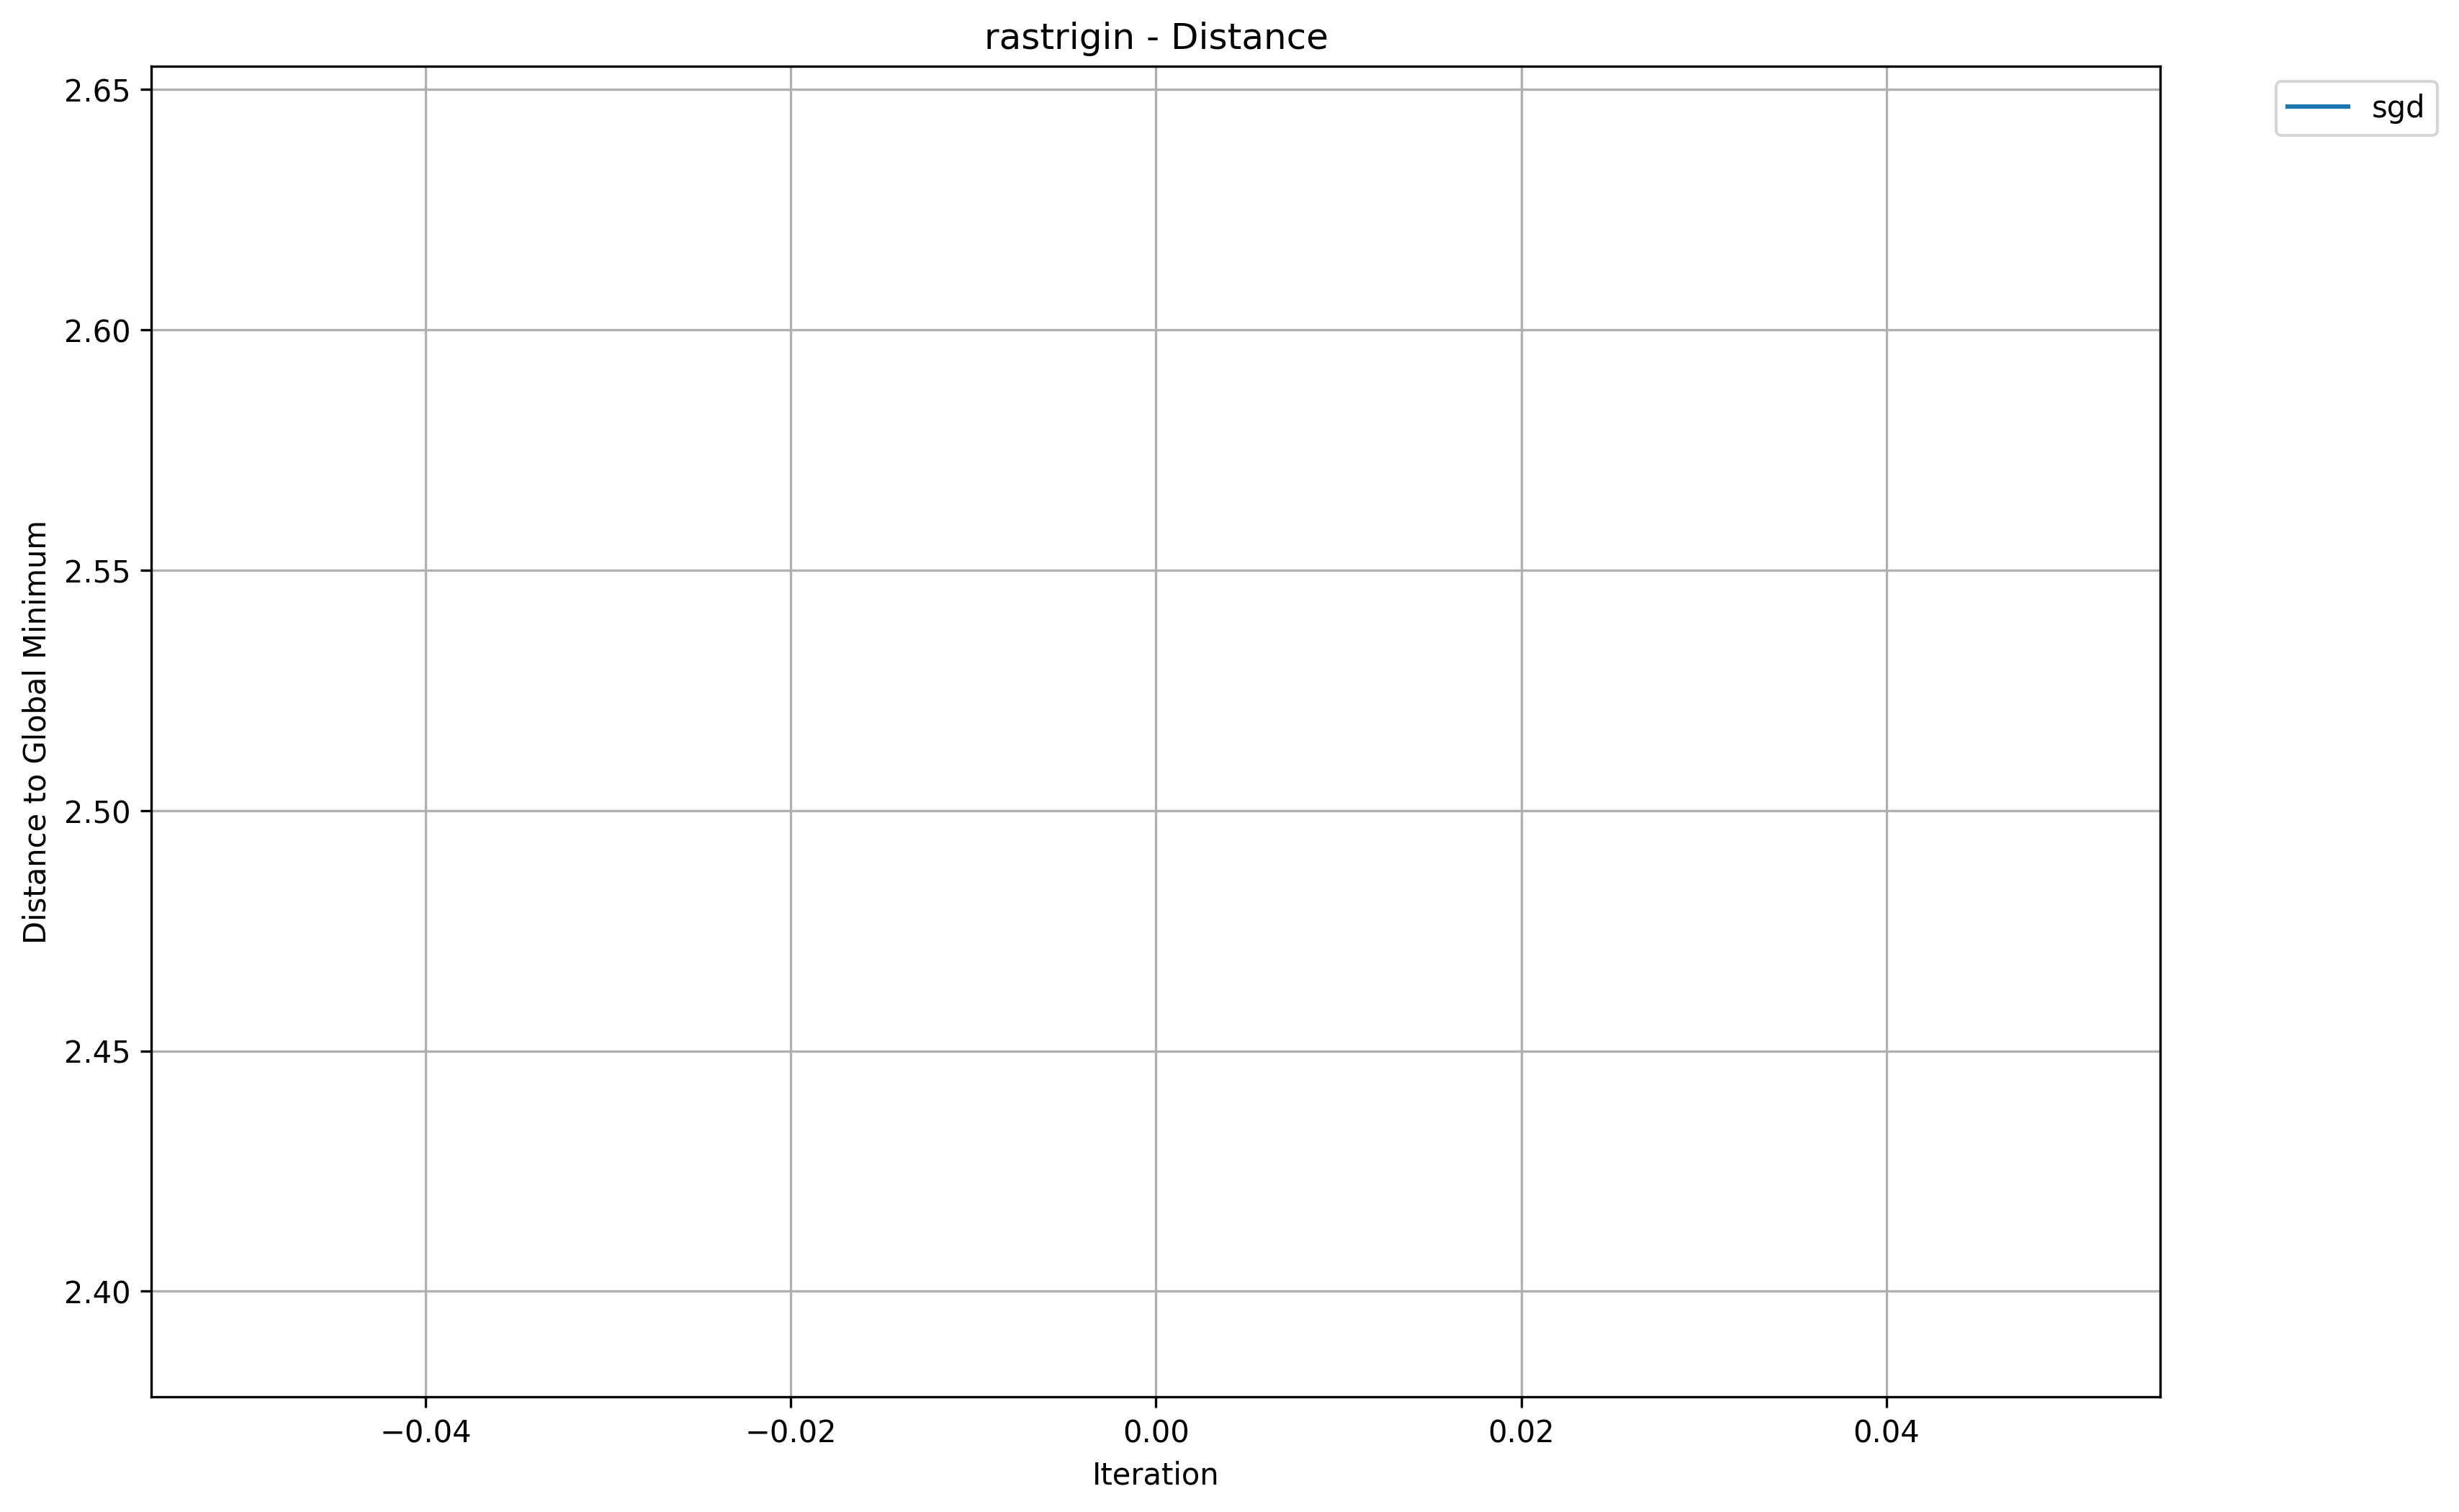 rastrigin - Distance
sgd
Distance to Global Minimum
2.65
2.60
2.55
2.50
2.45
2.40
−0.04
−0.02
0.00
0.02
0.04
Iteration